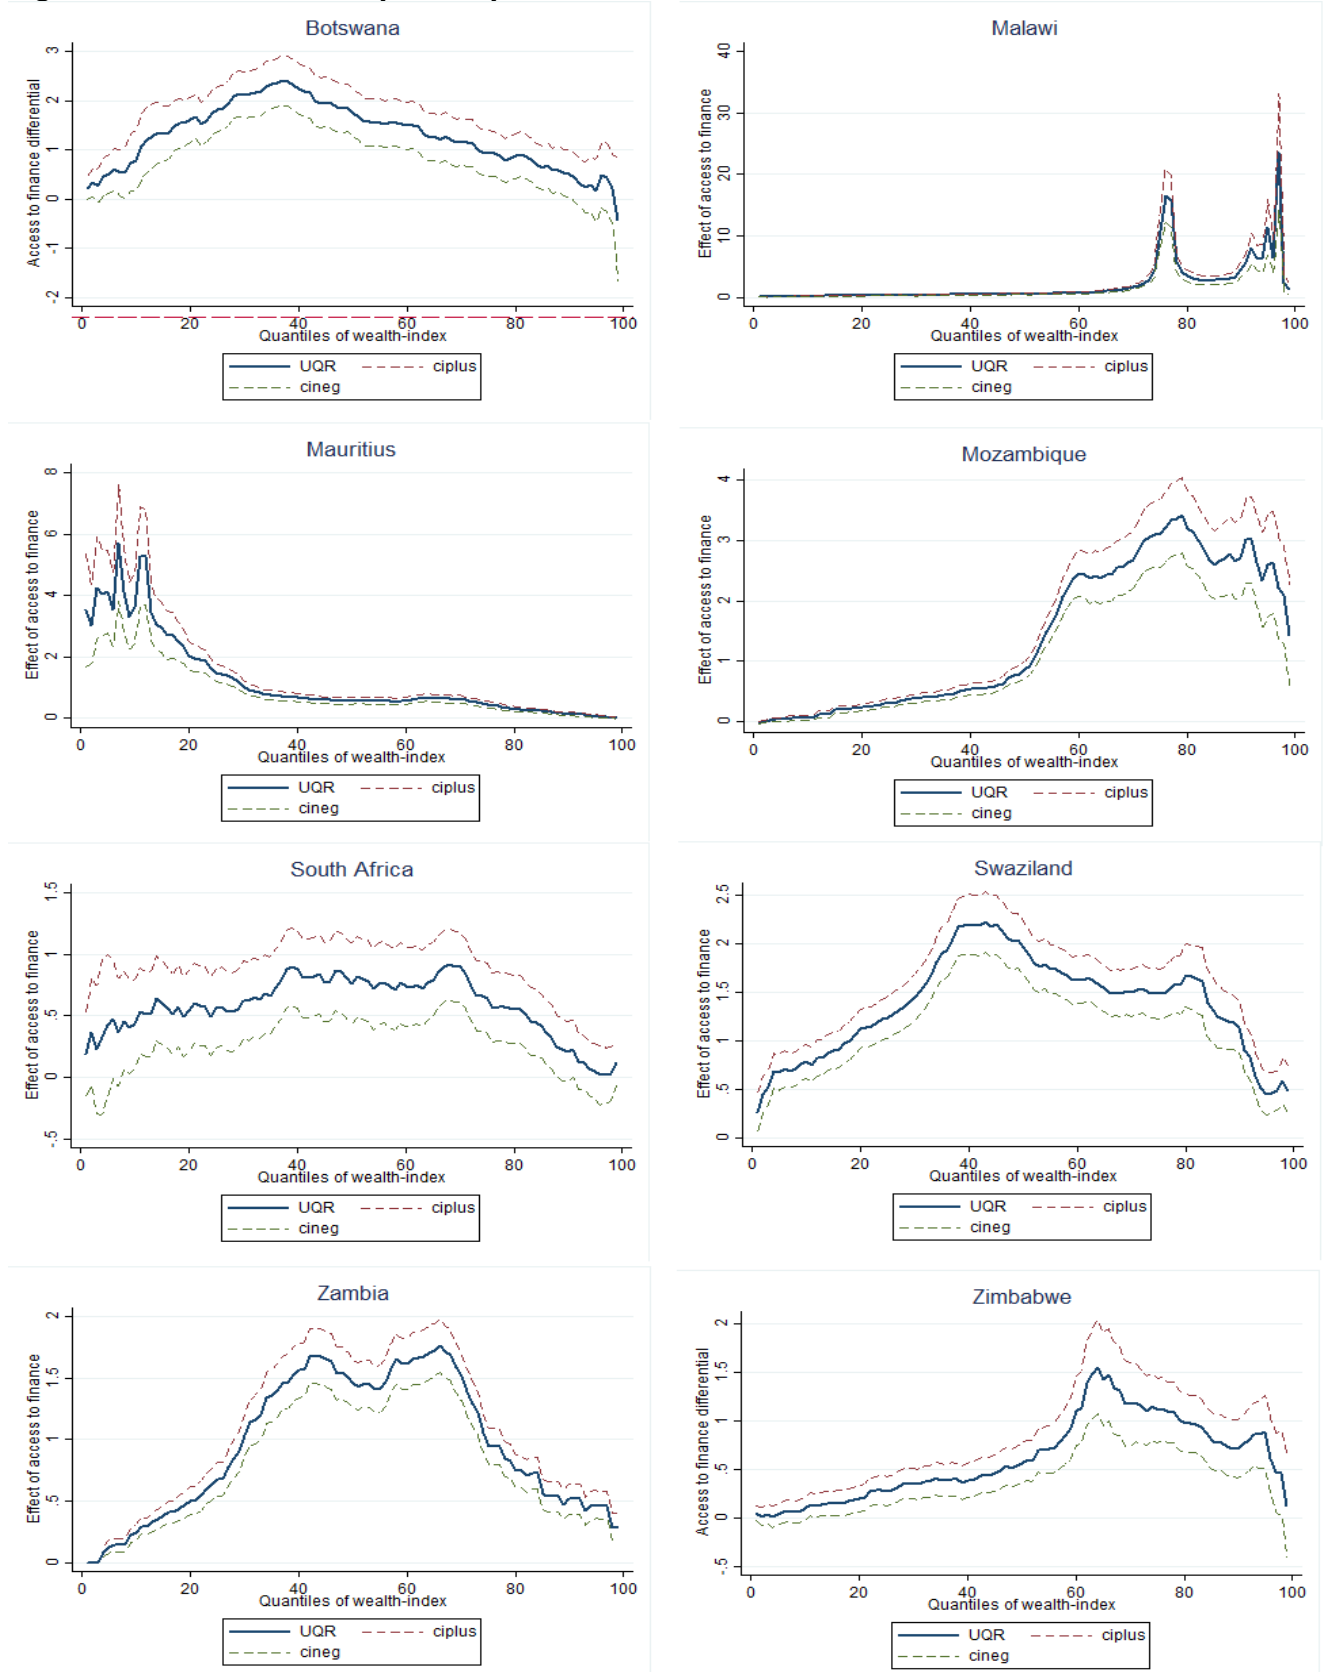 Botswana
Access to finance differential
3
2
1
0
-1
-2
0 20 40 60 80 100
Quantiles of wealth-index
UQR ciplus
cineg
Malawi
Effect of access to finance
40
30
20
10
0
0 20 40 60 80 100
Quantiles of wealth-index
UQR ciplus
cineg
Mauritius
Effect of access to finance
8
6
4
2
0
0 20 40 60 80 100
Quantiles of wealth-index
UQR ciplus
cineg
Mozambique
Effect of access to finance
4
3
2
1
0
0 20 40 60 80 100
Quantiles of wealth-index
UQR ciplus
cineg
South Africa
Effect of access to finance
1.5
1
.5
0
-.5
0 20 40 60 80 100
Quantiles of wealth-index
UQR ciplus
cineg
Swaziland
Effect of access to finance
2.5
2
1.5
1
.5
0
0 20 40 60 80 100
Quantiles of wealth-index
UQR ciplus
cineg
Zambia
Effect of access to finance
2
1.5
1
.5
0
0 20 40 60 80 100
Quantiles of wealth-index
UQR ciplus
cineg
Zimbabwe
Access to finance differential
2
1.5
1
.5
0
-.5
0 20 40 60 80 100
Quantiles of wealth-index
UQR ciplus
cineg